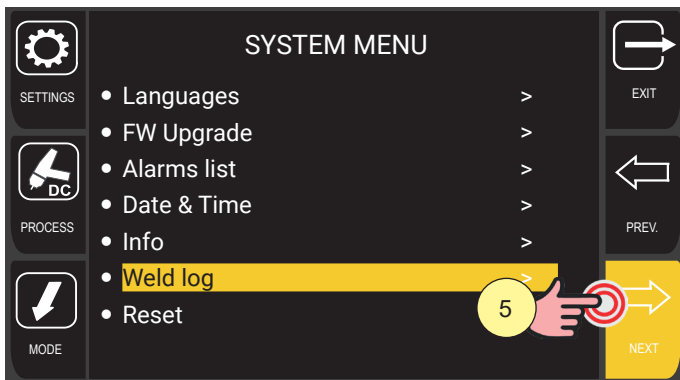 SYSTEM MENU
SETTINGS
EXIT
• Languages >
• FW Upgrade >
• Alarms list >
DC
PROCESS
• Date & Time >
PREV.
• Info >
• Weld log >
5
• Reset
MODE
NEXT